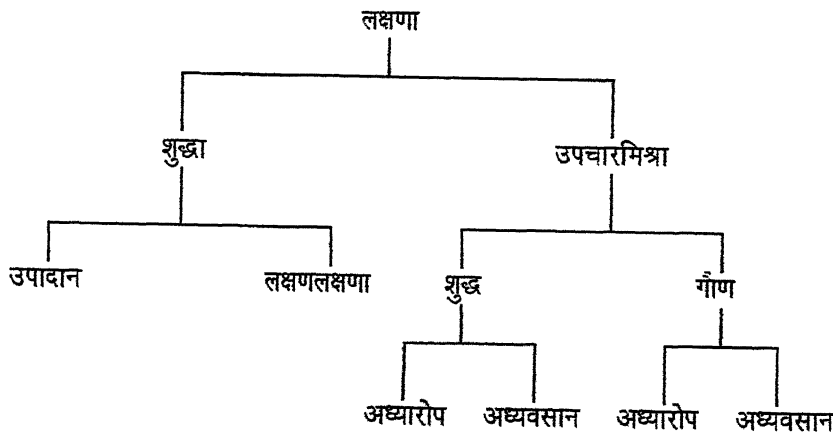 लक्षणा
शुद्धा उपचारमिश्रा
उपादान लक्षणलक्षणा शुद्ध गौण
अध्यारोप अध्यवसान अध्यारोप अध्यवसान